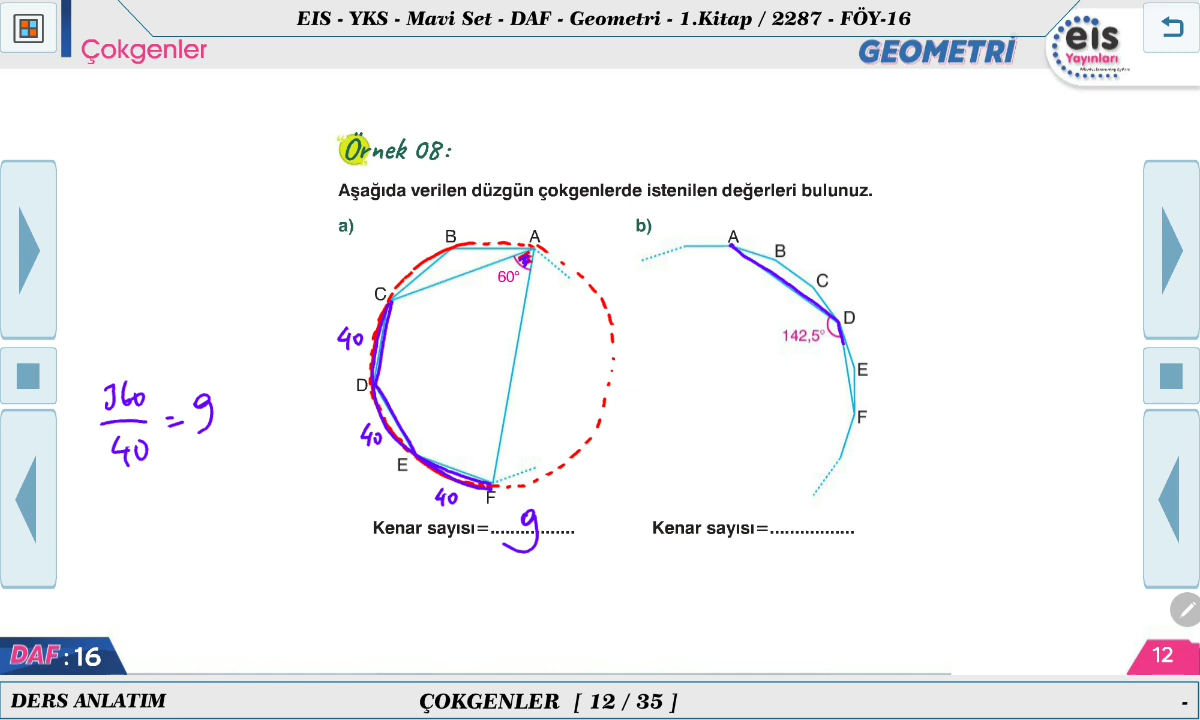 EIS - YKS - Mavi Set - DAF - Geometri - 1.Kitap / 2287 - FÖY-16
Çokgenler
GEOMETRİ
eis
Yayınları
Örnek 08:
Aşağıda verilen düzgün çokgenlerde istenilen değerleri bulunuz.
a)
B
A
60°
C
40
D
40
E
40
F
Kenar sayısı=.................
9
360
40
= 9
b)
A
B
C
D
142,5°
E
F
Kenar sayısı=.................
DAF : 16
12
DERS ANLATIM
ÇOKGENLER [ 12 / 35 ]
-